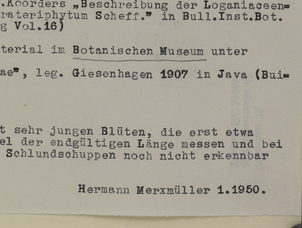 .Koorders „Beschreibung der Loganiaceen-
rateriphytum Scheff.” in Bull.Inst.Bot.
g Vol.16)
terial im Botanischen Museum unter
ae”, leg. Giesenhagen 1907 in Java (Bui-
t sehr jungen Blüten, die erst etwa
el der endgültigen Länge messen und bei
Schlundschuppen noch nicht erkennbar
Hermann Merxmüller 1.1950.